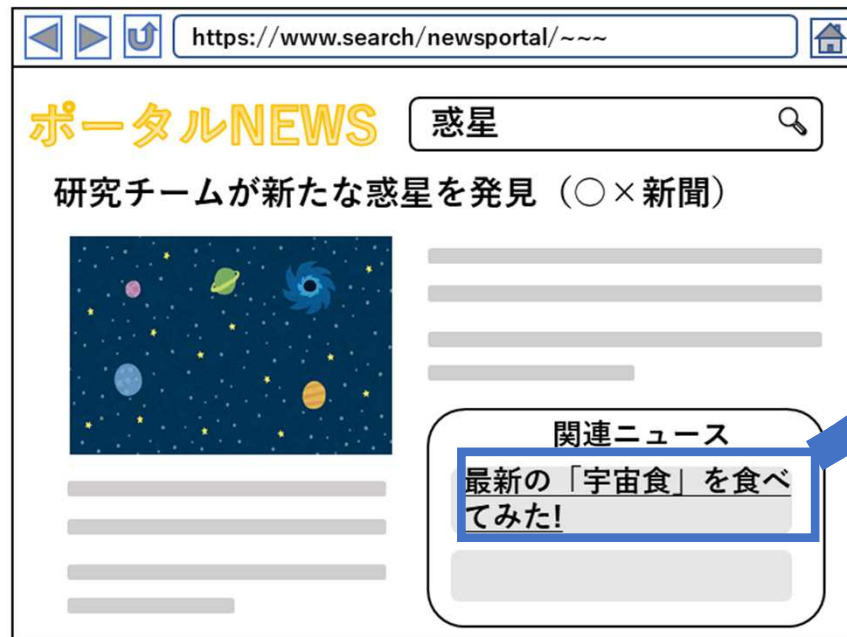 https://www.search/newsportal/~~~
ポータルNEWS
惑星
研究チームが新たな惑星を発見（○×新聞）
関連ニュース
最新の「宇宙食」を食べ
てみた!